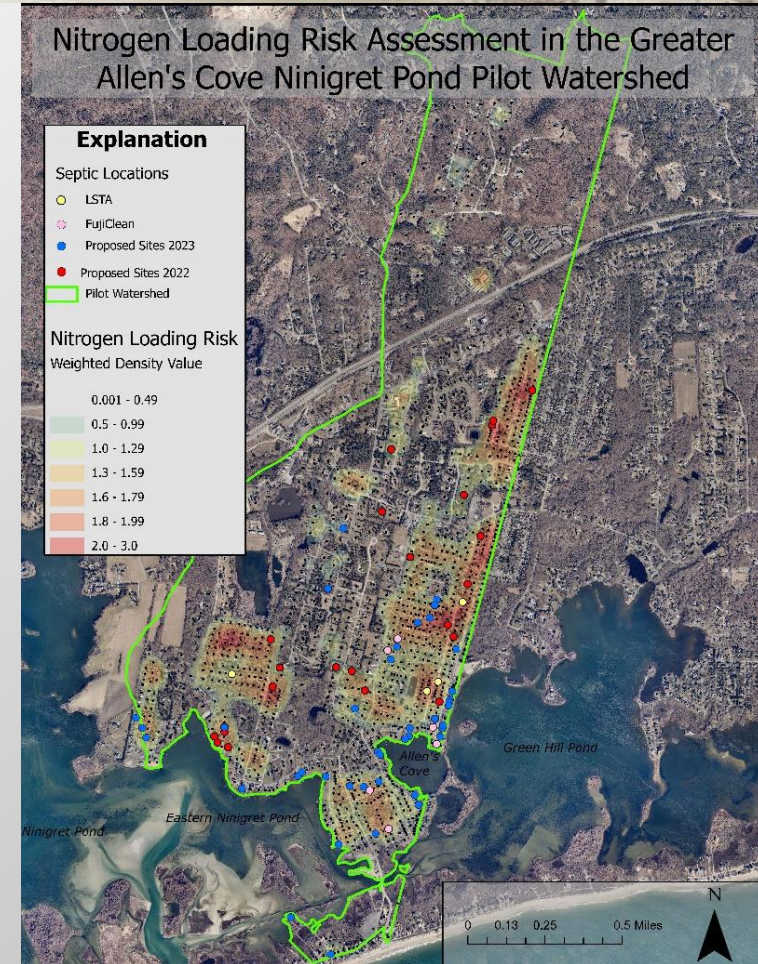 Nitrogen Loading Risk Assessment in the Greater
Allen's Cove Ninigret Pond Pilot Watershed
Explanation
Septic Locations
LSTA
FujiClean
Proposed Sites 2023
Proposed Sites 2022
Pilot Watershed
Nitrogen Loading Risk
Weighted Density Value
0.001 - 0.49
0.5 - 0.99
1.0 - 1.29
1.3 - 1.59
1.6 - 1.79
1.8 - 1.99
2.0 - 3.0
Green Hill Pond
Allen's
Cove
Eastern Ninigret Pond
Ninigret Pond
N
0 0.13 0.25 0.5 Miles